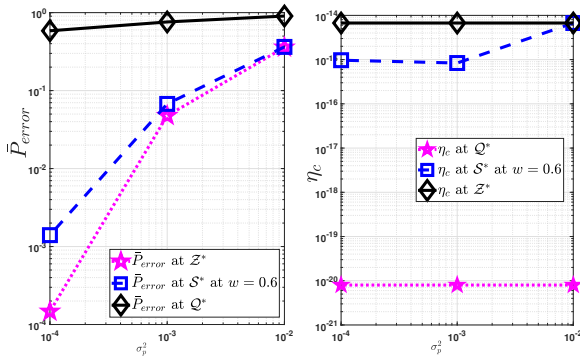 10^0
10^-1
10^-2
10^-3
10^-4
P̄_error
P̄_error at 𝒵*
P̄_error at 𝒮* at w = 0.6
P̄_error at 𝒬*
10^-4
10^-3
10^-2
σ_p^2
10^-14
10^-15
10^-16
10^-17
10^-18
10^-19
10^-20
10^-21
η_c
η_c at 𝒬*
η_c at 𝒮* at w = 0.6
η_c at 𝒵*
10^-4
10^-3
10^-2
σ_p^2